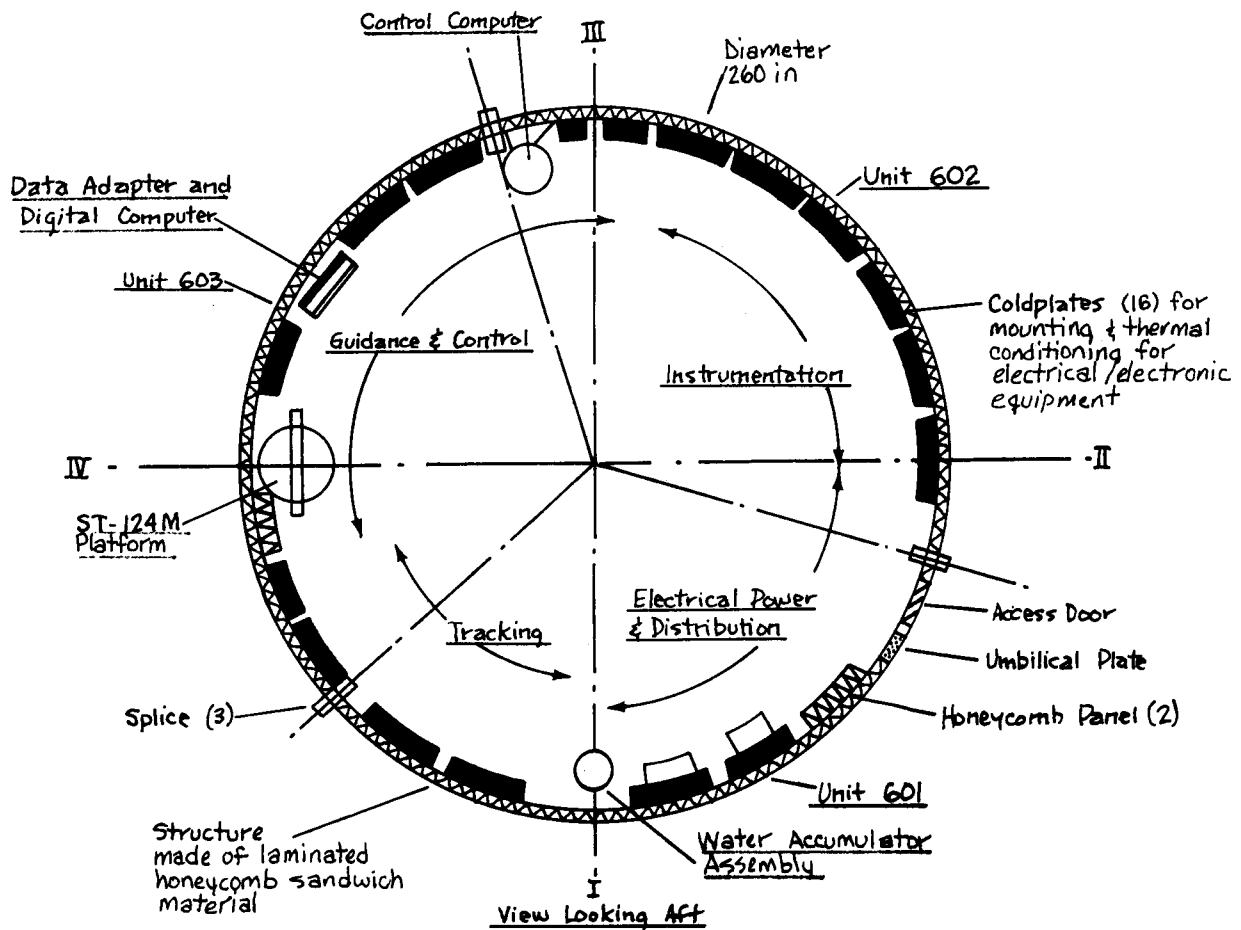 Control Computer
III
Diameter
260 in
Data Adapter and
Digital Computer
Unit 602
Unit 603
Guidance & Control
Instrumentation
Coldplates (16) for
mounting & thermal
conditioning for
electrical/electronic
equipment
IV
II
ST-124M
Platform
Electrical Power
& Distribution
Tracking
Access Door
Umbilical Plate
Splice (3)
Honeycomb Panel (2)
Unit 601
Structure
made of laminated
honeycomb sandwich
material
Water Accumulator
Assembly
I
View Looking Aft